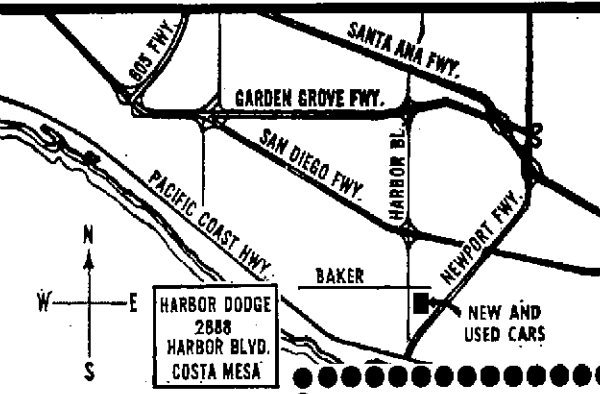 605 FWY.
SANTA ANA FWY.
GARDEN GROVE FWY.
SAN DIEGO FWY.
HARBOR BL.
PACIFIC COAST HWY.
NEWPORT FWY.
N
W
E
S
BAKER
NEW AND
USED CARS
HARBOR DODGE
2888
HARBOR BLVD.
COSTA MESA